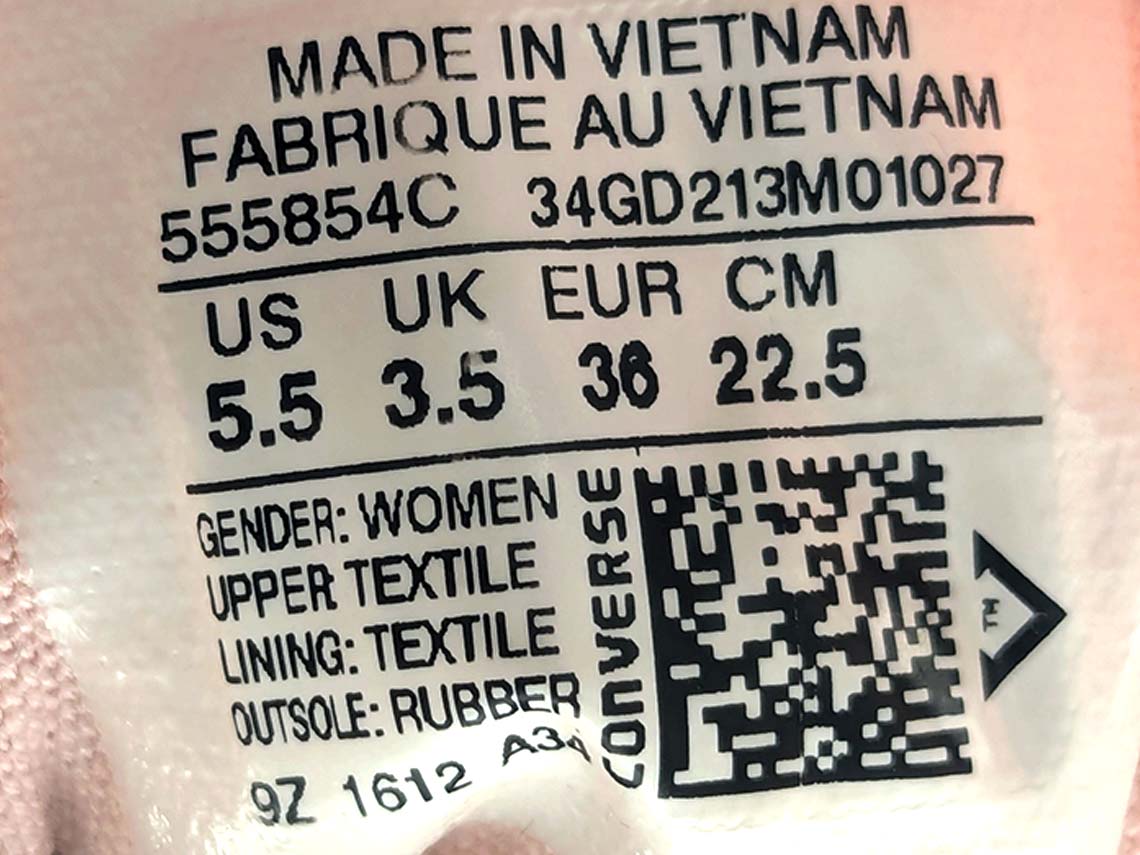 MADE IN VIETNAM
FABRIQUE AU VIETNAM
555854C 34GD213M01027
US UK EUR CM
5.5 3.5 36 22.5
GENDER: WOMEN
UPPER TEXTILE
LINING: TEXTILE
OUTSOLE: RUBBER
9Z 1612
CONVERSE
TM